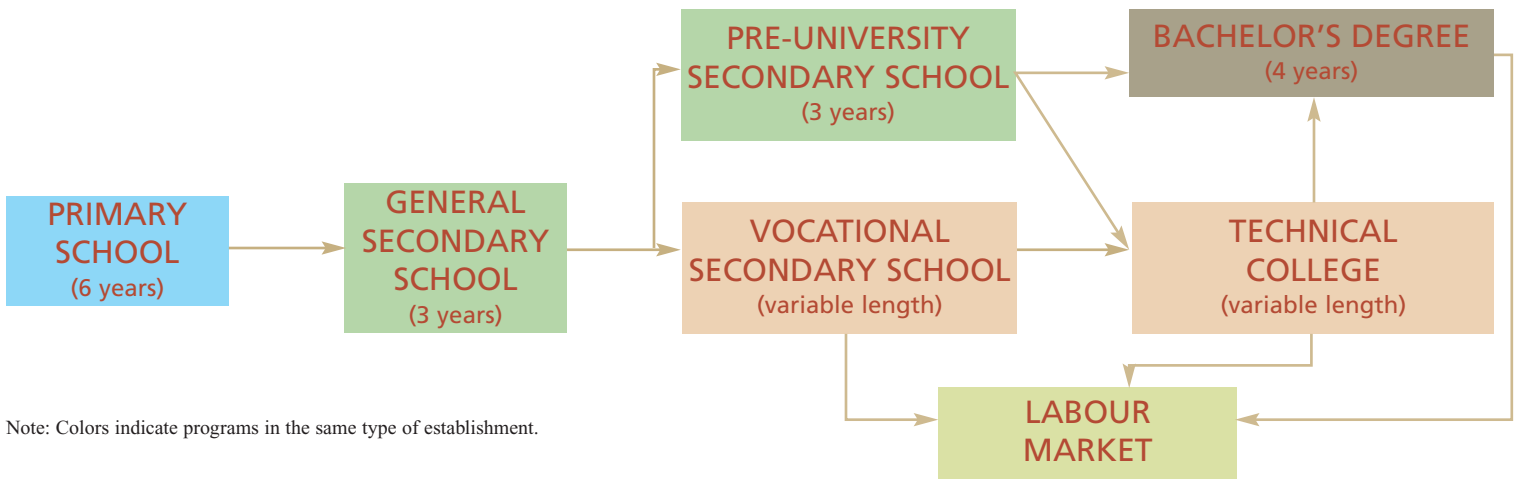 PRIMARY
SCHOOL
(6 years)
GENERAL
SECONDARY
SCHOOL
(3 years)
PRE-UNIVERSITY
SECONDARY SCHOOL
(3 years)
VOCATIONAL
SECONDARY SCHOOL
(variable length)
BACHELOR’S DEGREE
(4 years)
TECHNICAL
COLLEGE
(variable length)
LABOUR
MARKET
Note: Colors indicate programs in the same type of establishment.